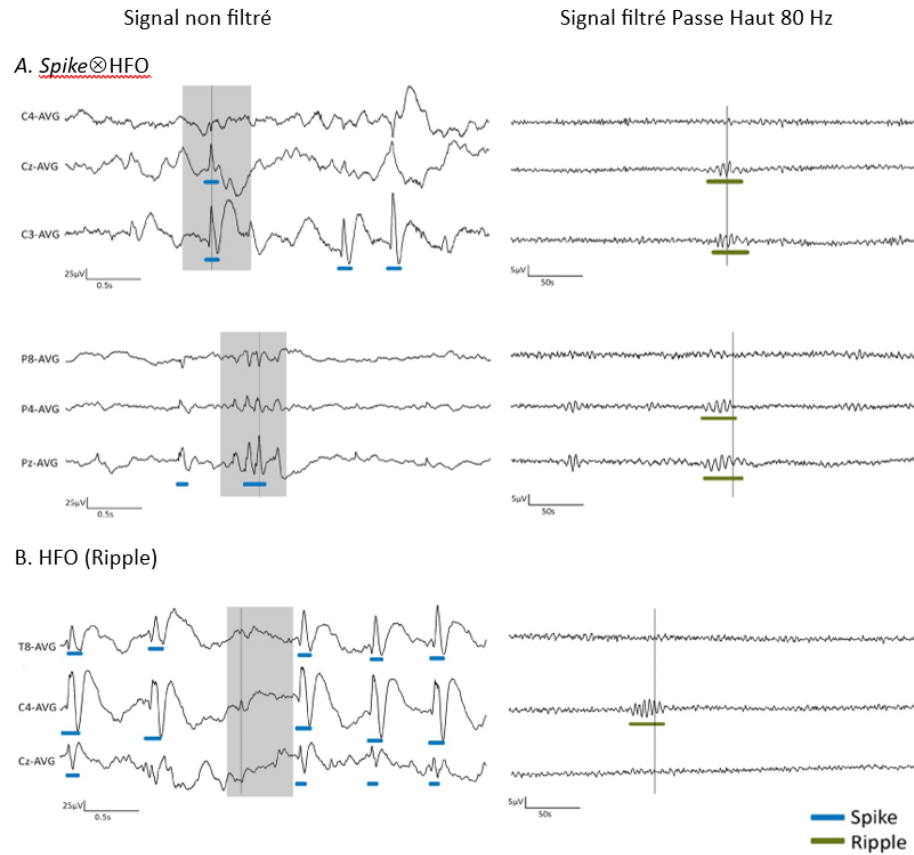 Signal non filtré
Signal filtré Passe Haut 80 Hz
A. Spike⊗HFO
C4-AVG
Cz-AVG
C3-AVG
25µV
0.5s
5µV
50s
P8-AVG
P4-AVG
Pz-AVG
25µV
0.5s
5µV
50s
B. HFO (Ripple)
T8-AVG
C4-AVG
Cz-AVG
25µV
0.5s
5µV
50s
Spike
Ripple